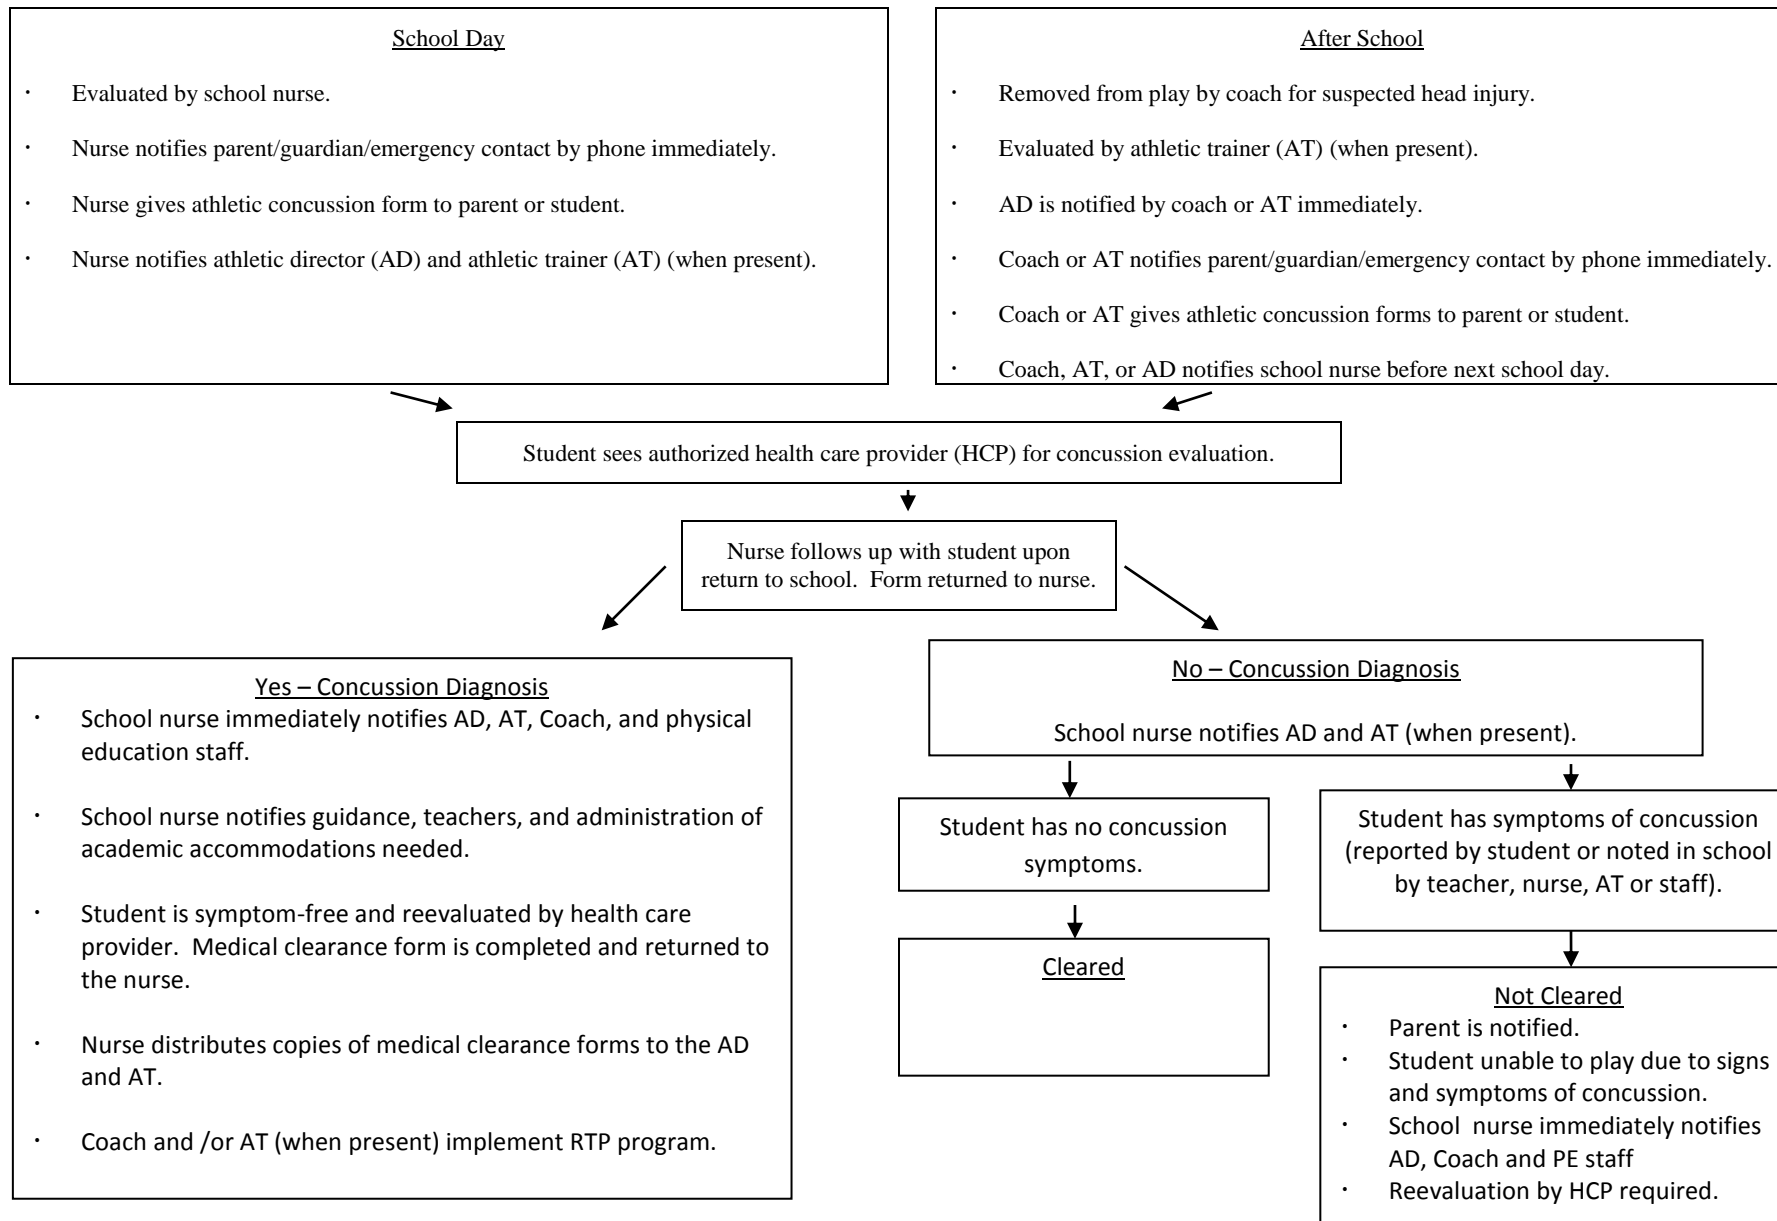 School Day
· Evaluated by school nurse.
· Nurse notifies parent/guardian/emergency contact by phone immediately.
· Nurse gives athletic concussion form to parent or student.
· Nurse notifies athletic director (AD) and athletic trainer (AT) (when present).
After School
· Removed from play by coach for suspected head injury.
· Evaluated by athletic trainer (AT) (when present).
· AD is notified by coach or AT immediately.
· Coach or AT notifies parent/guardian/emergency contact by phone immediately.
· Coach or AT gives athletic concussion forms to parent or student.
· Coach, AT, or AD notifies school nurse before next school day.
Student sees authorized health care provider (HCP) for concussion evaluation.
Nurse follows up with student upon
return to school. Form returned to nurse.
Yes – Concussion Diagnosis
· School nurse immediately notifies AD, AT, Coach, and physical
education staff.
· School nurse notifies guidance, teachers, and administration of
academic accommodations needed.
· Student is symptom-free and reevaluated by health care
provider. Medical clearance form is completed and returned to
the nurse.
· Nurse distributes copies of medical clearance forms to the AD
and AT.
· Coach and /or AT (when present) implement RTP program.
No – Concussion Diagnosis
School nurse notifies AD and AT (when present).
Student has no concussion
symptoms.
Cleared
Student has symptoms of concussion
(reported by student or noted in school
by teacher, nurse, AT or staff).
Not Cleared
· Parent is notified.
· Student unable to play due to signs
and symptoms of concussion.
· School nurse immediately notifies
AD, Coach and PE staff
· Reevaluation by HCP required.